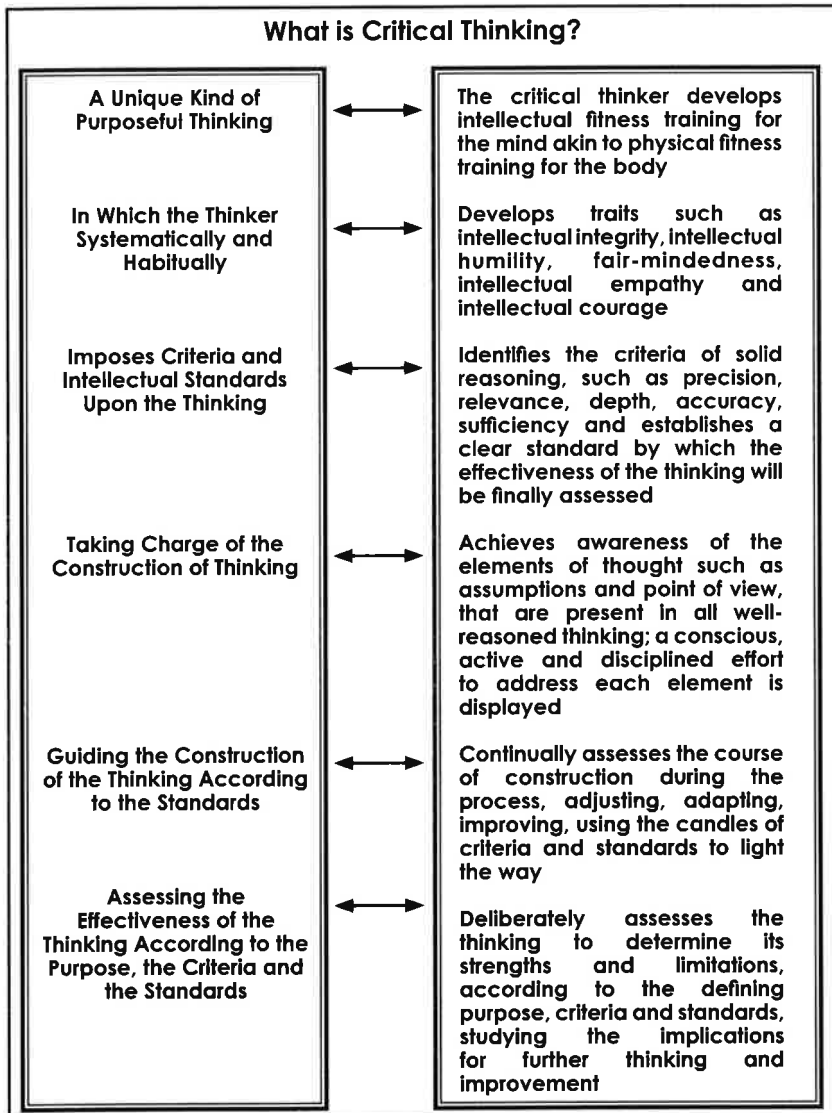 What is Critical Thinking?
A Unique Kind of
Purposeful Thinking
The critical thinker develops
intellectual fitness training for
the mind akin to physical fitness
training for the body
In Which the Thinker
Systematically and
Habitually
Develops traits such as
intellectual integrity, intellectual
humility, fair-mindedness,
intellectual empathy and
intellectual courage
Imposes Criteria and
Intellectual Standards
Upon the Thinking
Identifies the criteria of solid
reasoning, such as precision,
relevance, depth, accuracy,
sufficiency and establishes a
clear standard by which the
effectiveness of the thinking will
be finally assessed
Taking Charge of the
Construction of Thinking
Achieves awareness of the
elements of thought such as
assumptions and point of view,
that are present in all well-
reasoned thinking; a conscious,
active and disciplined effort
to address each element is
displayed
Guiding the Construction
of the Thinking According
to the Standards
Continually assesses the course
of construction during the
process, adjusting, adapting,
improving, using the candles of
criteria and standards to light
the way
Assessing the
Effectiveness of the
Thinking According to the
Purpose, the Criteria and
the Standards
Deliberately assesses the
thinking to determine its
strengths and limitations,
according to the defining
purpose, criteria and standards,
studying the implications
for further thinking and
improvement